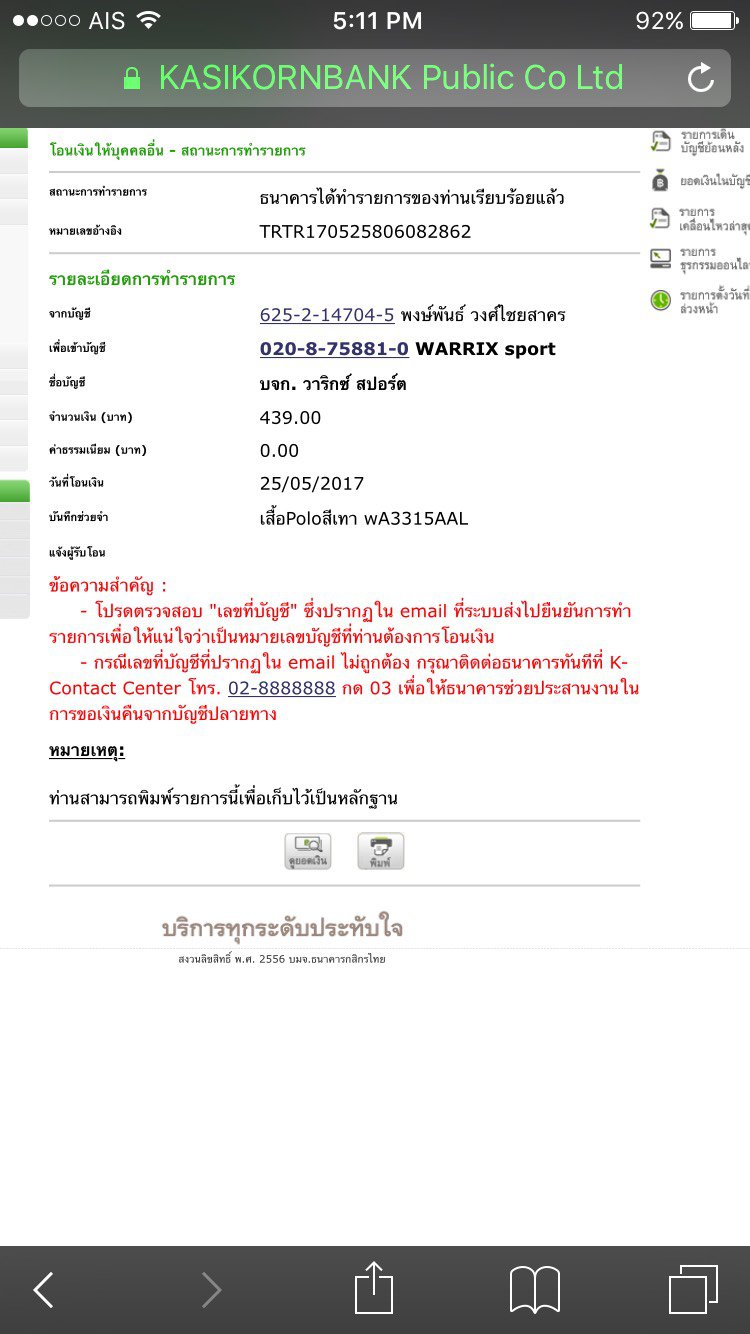 AIS 5:11 PM 92%
KASIKORNBANK Public Co Ltd
โอนเงินให้บุคคลอื่น - สถานะการทำรายการ
สถานะการทำรายการ ธนาคารได้ทำรายการของท่านเรียบร้อยแล้ว
หมายเลขอ้างอิง TRTR170525806082862
รายละเอียดการทำรายการ
จากบัญชี 625-2-14704-5 พงษ์พันธ์ วงศ์ไชยสาคร
เพื่อเข้าบัญชี 020-8-75881-0 WARRIX sport
ชื่อบัญชี บจก. วาริกซ์ สปอร์ต
จำนวนเงิน (บาท) 439.00
ค่าธรรมเนียม (บาท) 0.00
วันที่โอนเงิน 25/05/2017
บันทึกช่วยจำ เสื้อPoloสีเทา wA3315AAL
แจ้งผู้รับโอน
ข้อความสำคัญ :
- โปรดตรวจสอบ "เลขที่บัญชี" ซึ่งปรากฏใน email ที่ระบบส่งไปยืนยันการทำ
รายการเพื่อให้แน่ใจว่าเป็นหมายเลขบัญชีที่ท่านต้องการโอนเงิน
- กรณีเลขที่บัญชีที่ปรากฏใน email ไม่ถูกต้อง กรุณาติดต่อธนาคารทันทีที่ K-
Contact Center โทร. 02-8888888 กด 03 เพื่อให้ธนาคารช่วยประสานงานใน
การขอเงินคืนจากบัญชีปลายทาง
หมายเหตุ:
ท่านสามารถพิมพ์รายการนี้เพื่อเก็บไว้เป็นหลักฐาน
ดูยอดเงิน พิมพ์
บริการทุกระดับประทับใจ
สงวนลิขสิทธิ์ พ.ศ. 2556 บมจ.ธนาคารกสิกรไทย
รายการเดิน
บัญชีย้อนหลัง
ยอดเงินในบัญชี
รายการ
เคลื่อนไหวล่าสุด
รายการ
ธุรกรรมออนไล
รายการตั้งวันที่
ล่วงหน้า